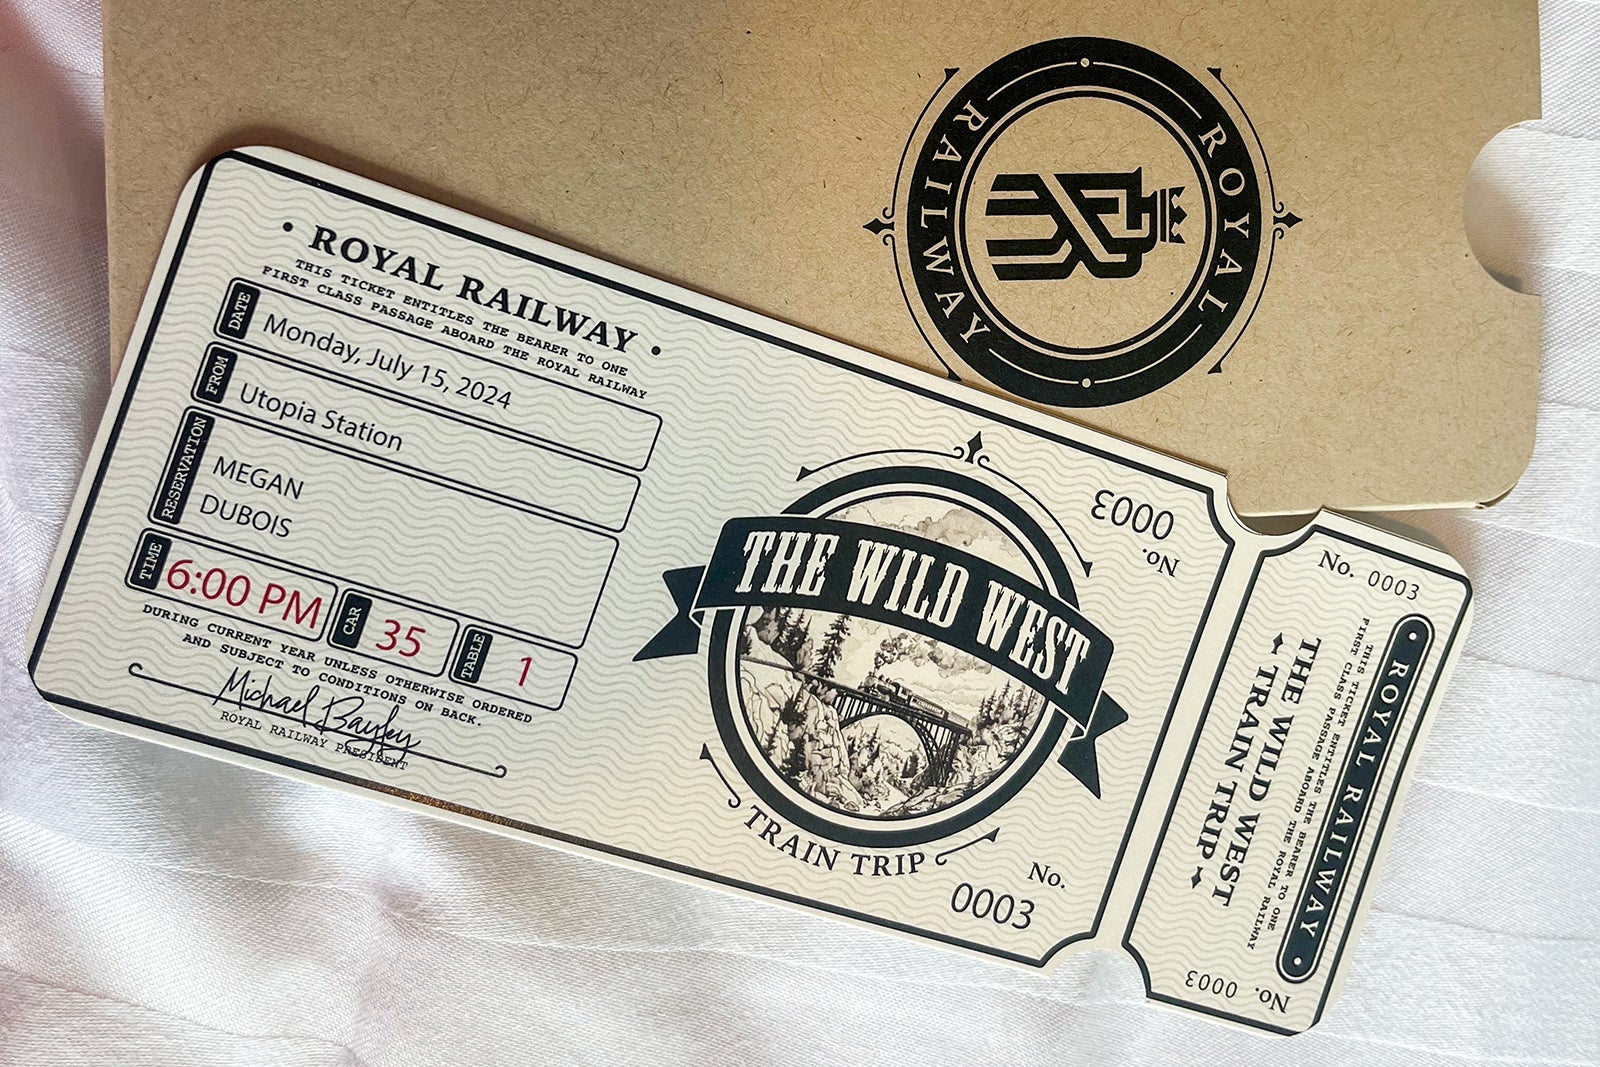 ROYAL RAILWAY
• ROYAL RAILWAY •
THIS TICKET ENTITLES THE BEARER TO ONE
FIRST CLASS PASSAGE ABOARD THE ROYAL RAILWAY
DATE Monday, July 15, 2024
FROM Utopia Station
RESERVATION MEGAN
DUBOIS
TIME 6:00 PM CAR 35 TABLE 1
DURING CURRENT YEAR UNLESS OTHERWISE ORDERED
AND SUBJECT TO CONDITIONS ON BACK.
Michael Bayley
ROYAL RAILWAY PRESIDENT
No. 0003
THE WILD WEST
TRAIN TRIP
No.
0003
No. 0003
• ROYAL RAILWAY •
THIS TICKET ENTITLES THE BEARER TO ONE
FIRST CLASS PASSAGE ABOARD THE ROYAL RAILWAY
THE WILD WEST
TRAIN TRIP
No. 0003